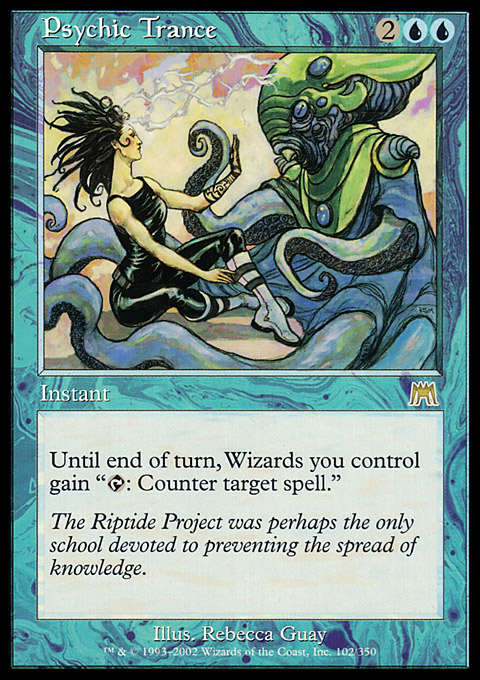 Psychic Trance 2
Instant
Until end of turn, Wizards you control
gain “: Counter target spell.”
The Riptide Project was perhaps the only
school devoted to preventing the spread of
knowledge.
Illus. Rebecca Guay
™ & © 1993-2002 Wizards of the Coast, Inc. 102/350